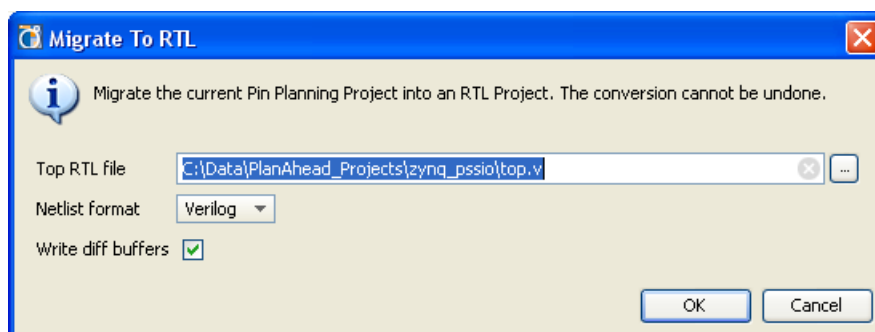 Migrate To RTL
Migrate the current Pin Planning Project into an RTL Project. The conversion cannot be undone.
Top RTL file C:\Data\PlanAhead_Projects\zynq_pssio\top.v ...
Netlist format Verilog
Write diff buffers
OK Cancel